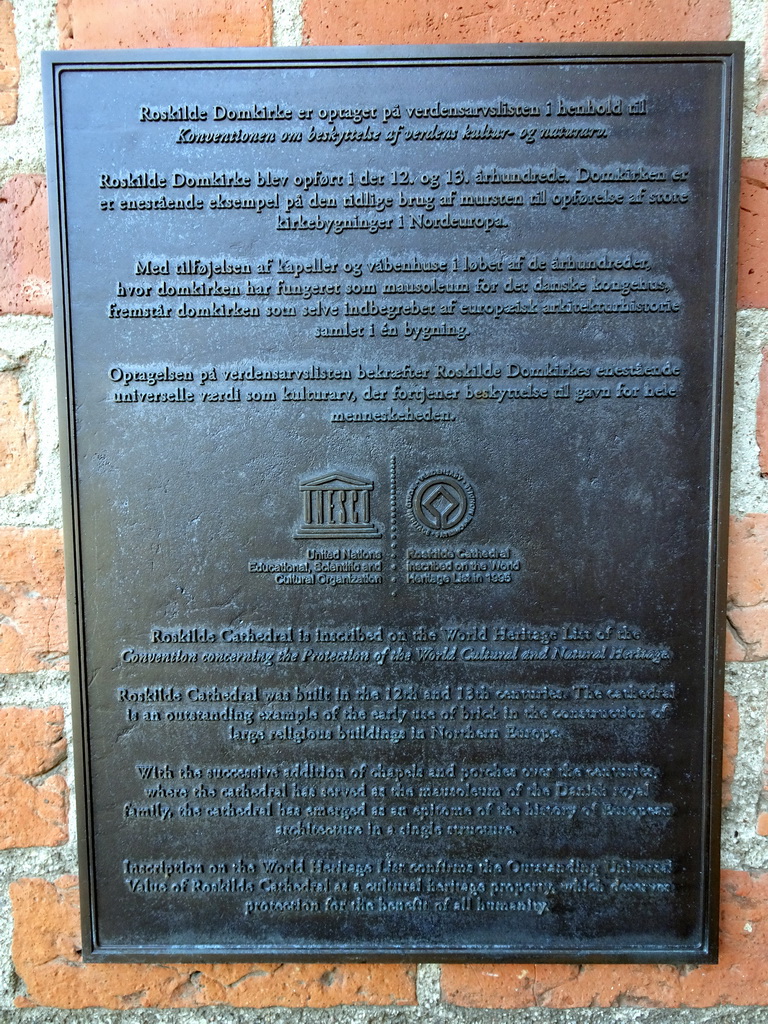 Roskilde Domkirke er optaget på verdensarvslisten i henhold til
Konventionen om beskyttelse af verdens kultur- og naturarv.
Roskilde Domkirke blev opført i det 12. og 13. århundrede. Domkirken er
et enestående eksempel på den tidlige brug af mursten til opførelse af store
kirkebygninger i Nordeuropa.
Med tilføjelsen af kapeller og våbenhuse i løbet af de århundreder,
hvor domkirken har fungeret som mausoleum for det danske kongehus,
fremstår domkirken som selve indbegrebet af europæisk arkitekturhistorie
samlet i én bygning.
Optagelsen på verdensarvslisten bekræfter Roskilde Domkirkes enestående
universelle værdi som kulturarv, der fortjener beskyttelse til gavn for hele
menneskeheden.
UNESCO
United Nations
Educational, Scientific and
Cultural Organization
Roskilde Cathedral
inscribed on the World
Heritage List in 1995
Roskilde Cathedral is inscribed on the World Heritage List of the
Convention concerning the Protection of the World Cultural and Natural Heritage.
Roskilde Cathedral was built in the 12th and 13th centuries. The cathedral
is an outstanding example of the early use of brick in the construction of
large religious buildings in Northern Europe.
With the successive addition of chapels and porches over the centuries,
where the cathedral has served as the mausoleum of the Danish royal
family, the cathedral has emerged as an epitome of the history of European
architecture in a single structure.
Inscription on the World Heritage List confirms the Outstanding Universal
Value of Roskilde Cathedral as a cultural heritage property, which deserves
protection for the benefit of all humanity.